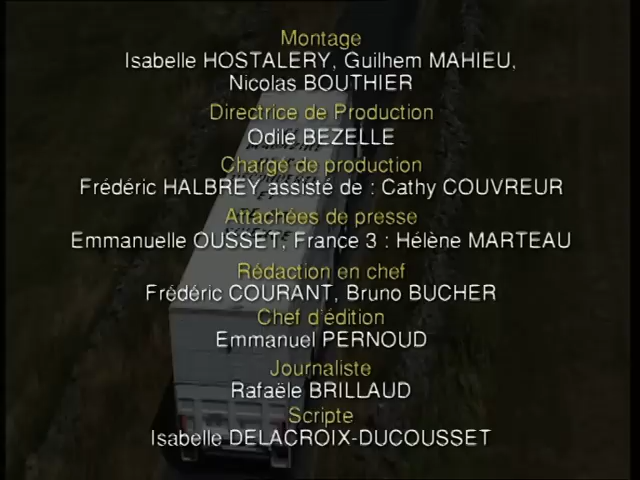 Montage
Isabelle HOSTALERY, Guilhem MAHIEU,
Nicolas BOUTHIER
Directrice de Production
Odile BEZELLE
Chargé de production
Frédéric HALBREY assisté de : Cathy COUVREUR
Attachées de presse
Emmanuelle OUSSET, France 3 : Hélène MARTEAU
Rédaction en chef
Frédéric COURANT, Bruno BUCHER
Chef d'édition
Emmanuel PERNOUD
Journaliste
Rafaële BRILLAUD
Scripte
Isabelle DELACROIX-DUCOUSSET